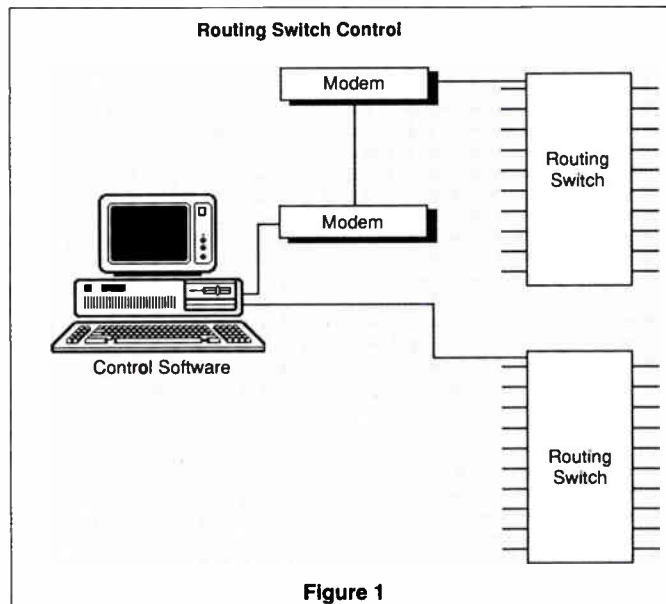 Routing Switch Control
Modem
Routing
Switch
Modem
Control Software
Routing
Switch
Figure 1